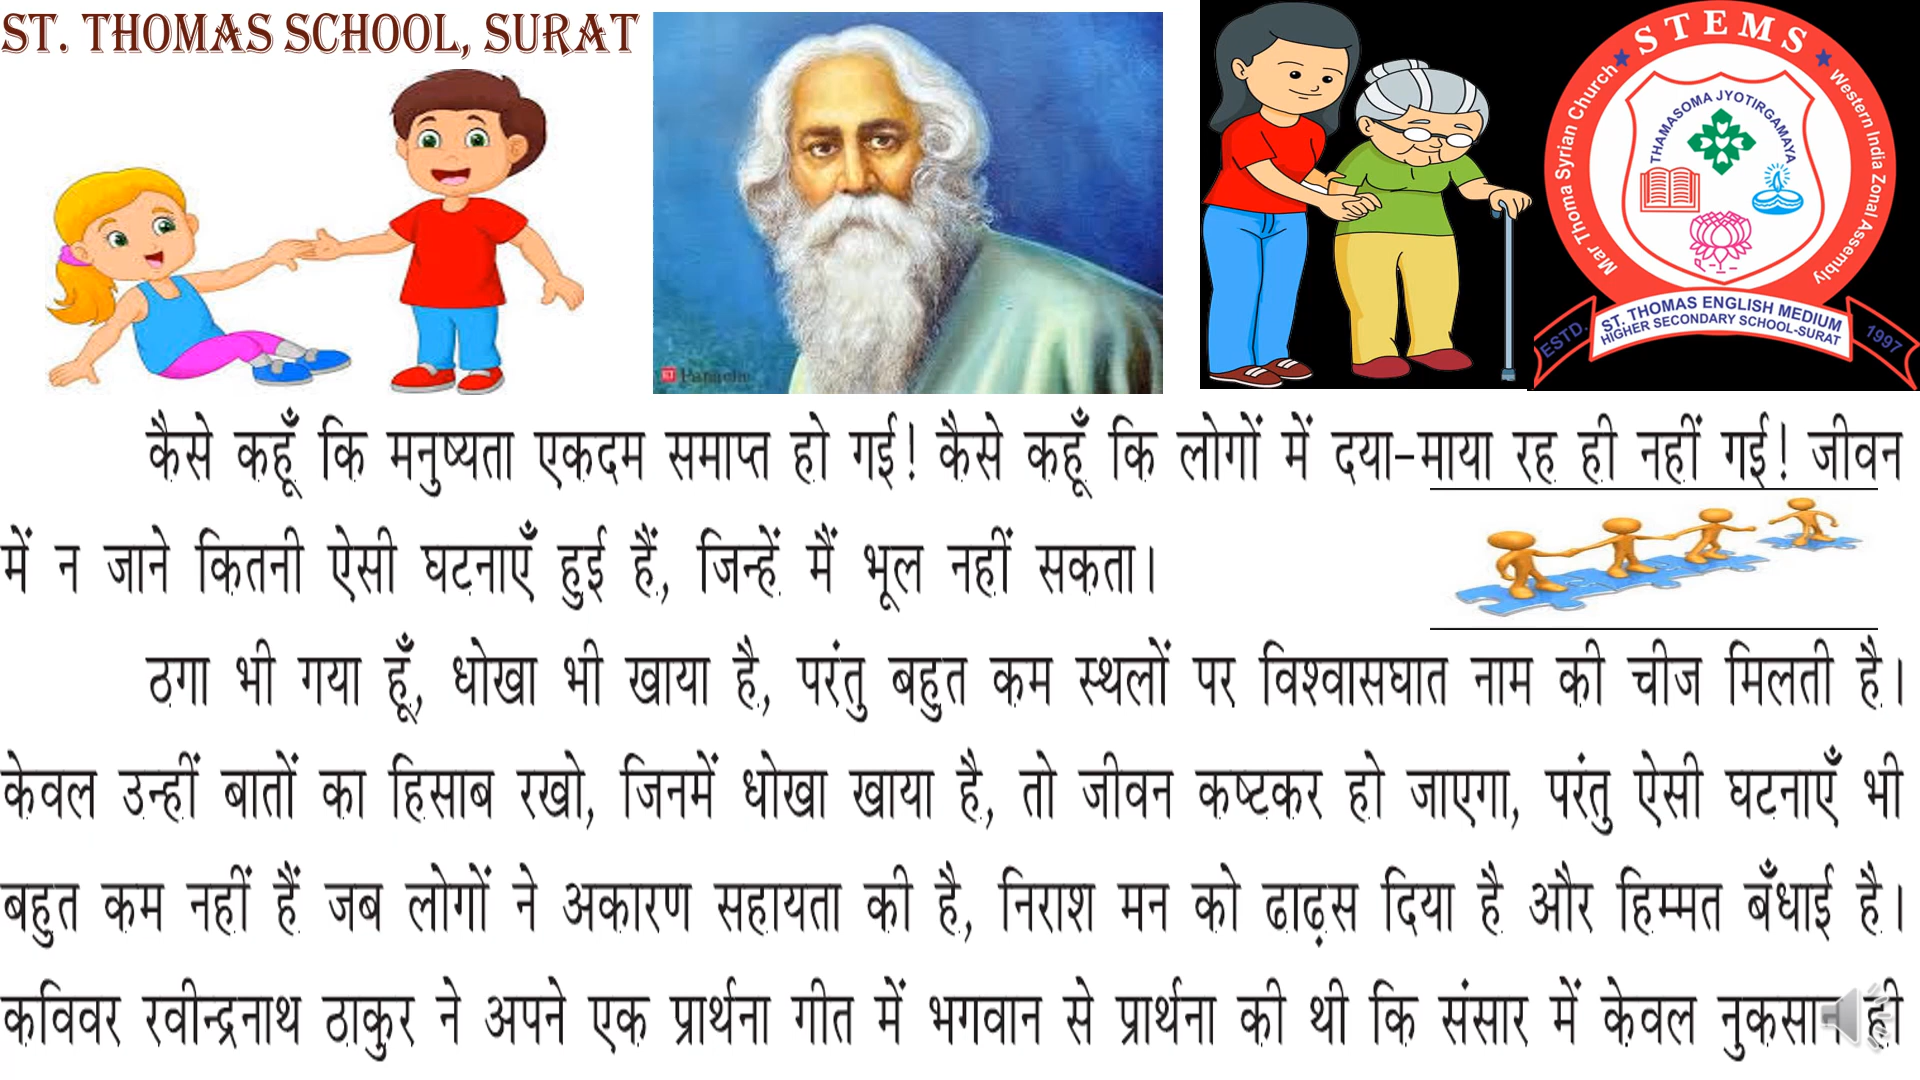 ST. THOMAS SCHOOL, SURAT
STEMS
Mar Thoma Syrian Church
Western India Zonal Assembly
THAMASOMA JYOTIRGAMAYA
ST. THOMAS ENGLISH MEDIUM
HIGHER SECONDARY SCHOOL-SURAT
ESTD.
1997
कैसे कहूँ कि मनुष्यता एकदम समाप्त हो गई! कैसे कहूँ कि लोगों में दया-माया रह ही नहीं गई! जीवन
में न जाने कितनी ऐसी घटनाएँ हुई हैं, जिन्हें मैं भूल नहीं सकता।
ठगा भी गया हूँ, धोखा भी खाया है, परंतु बहुत कम स्थलों पर विश्वासघात नाम की चीज मिलती है।
केवल उन्हीं बातों का हिसाब रखो, जिनमें धोखा खाया है, तो जीवन कष्टकर हो जाएगा, परंतु ऐसी घटनाएँ भी
बहुत कम नहीं हैं जब लोगों ने अकारण सहायता की है, निराश मन को ढाढ़स दिया है और हिम्मत बँधाई है।
कविवर रवीन्द्रनाथ ठाकुर ने अपने एक प्रार्थना गीत में भगवान से प्रार्थना की थी कि संसार में केवल नुकसान ही